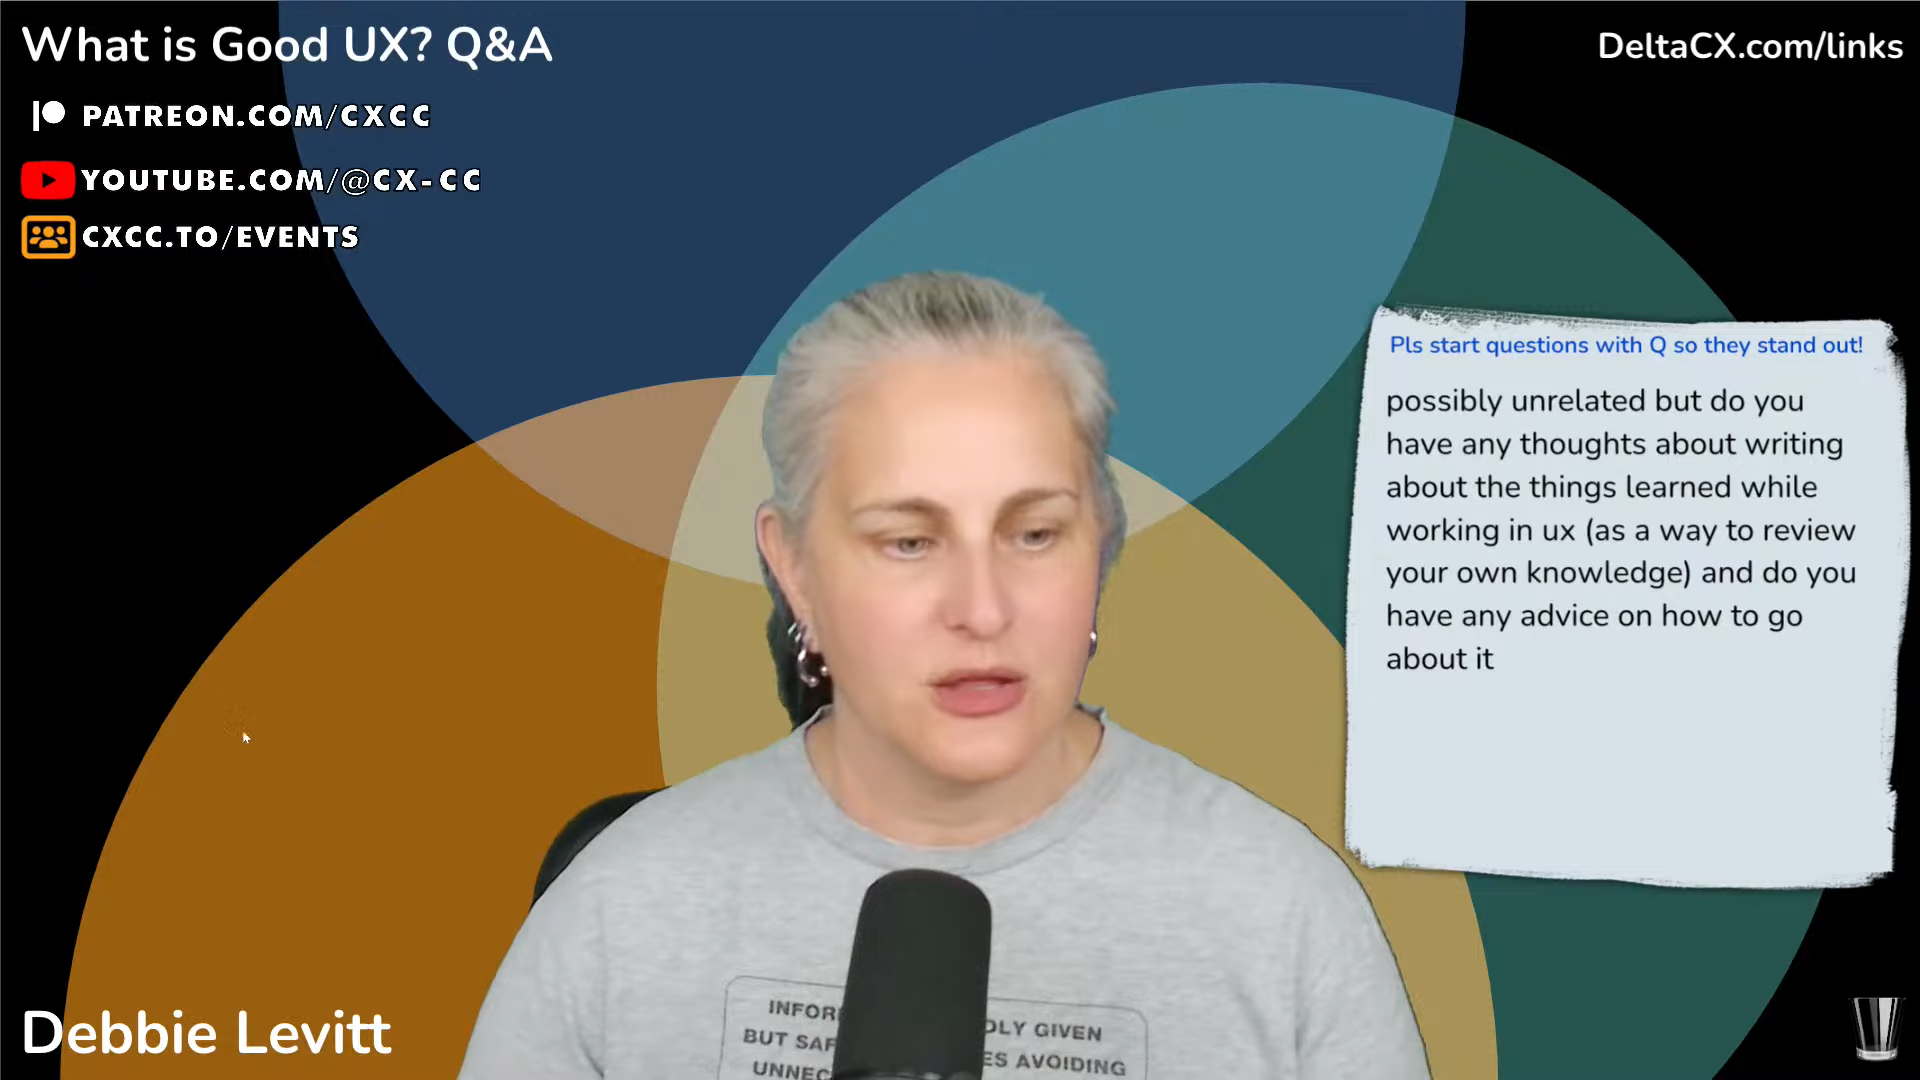 What is Good UX? Q&A
DeltaCX.com/links
PATREON.COM/CXCC
YOUTUBE.COM/@CX-CC
CXCC.TO/EVENTS
Pls start questions with Q so they stand out!
possibly unrelated but do you
have any thoughts about writing
about the things learned while
working in ux (as a way to review
your own knowledge) and do you
have any advice on how to go
about it
GIVEN
BUT
AVOIDING
Debbie Levitt